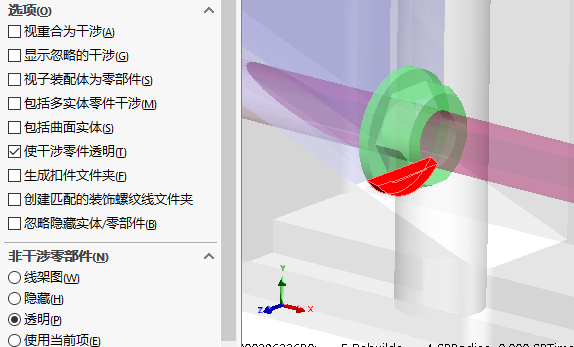 选项(O)
视重合为干涉(A)
显示忽略的干涉(G)
视子装配体为零部件(S)
包括多实体零件干涉(M)
包括曲面实体(S)
使干涉零件透明(T)
生成扣件文件夹(F)
创建匹配的装饰螺纹线文件夹
忽略隐藏实体/零部件(B)
非干涉零部件(N)
线架图(W)
隐藏(H)
透明(P)
使用当前项(E)
Y
Z
X